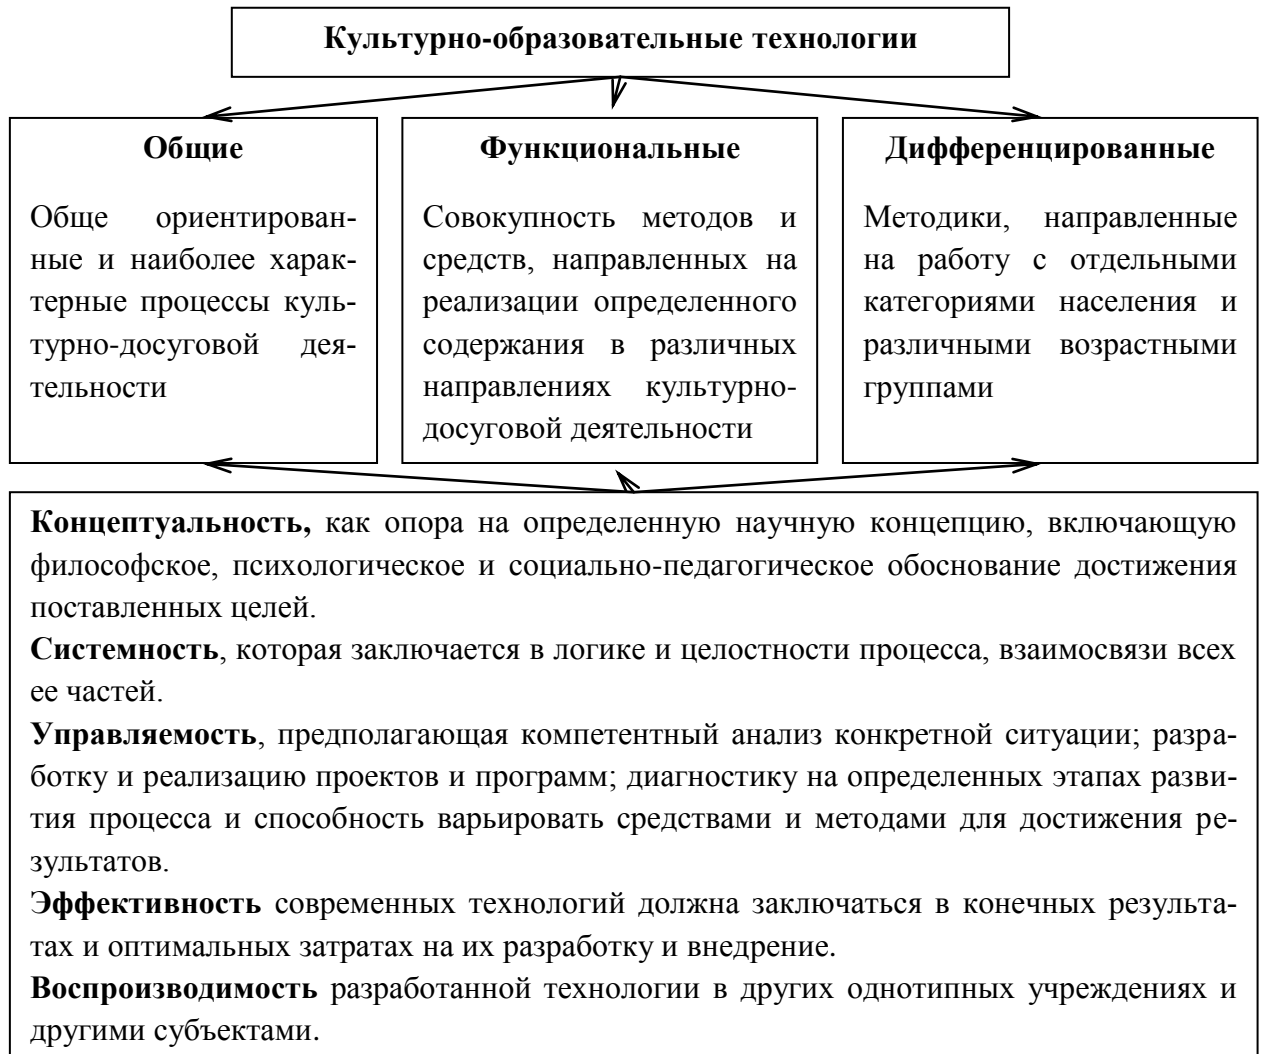 Культурно-образовательные технологии
Общие
Обще ориентирован-
ные и наиболее харак-
терные процессы куль-
турно-досуговой дея-
тельности
Функциональные
Совокупность методов и
средств, направленных на
реализации определенного
содержания в различных
направлениях культурно-
досуговой деятельности
Дифференцированные
Методики, направленные
на работу с отдельными
категориями населения и
различными возрастными
группами
Концептуальность, как опора на определенную научную концепцию, включающую
философское, психологическое и социально-педагогическое обоснование достижения
поставленных целей.
Системность, которая заключается в логике и целостности процесса, взаимосвязи всех
ее частей.
Управляемость, предполагающая компетентный анализ конкретной ситуации; разра-
ботку и реализацию проектов и программ; диагностику на определенных этапах разви-
тия процесса и способность варьировать средствами и методами для достижения ре-
зультатов.
Эффективность современных технологий должна заключаться в конечных результа-
тах и оптимальных затратах на их разработку и внедрение.
Воспроизводимость разработанной технологии в других однотипных учреждениях и
другими субъектами.